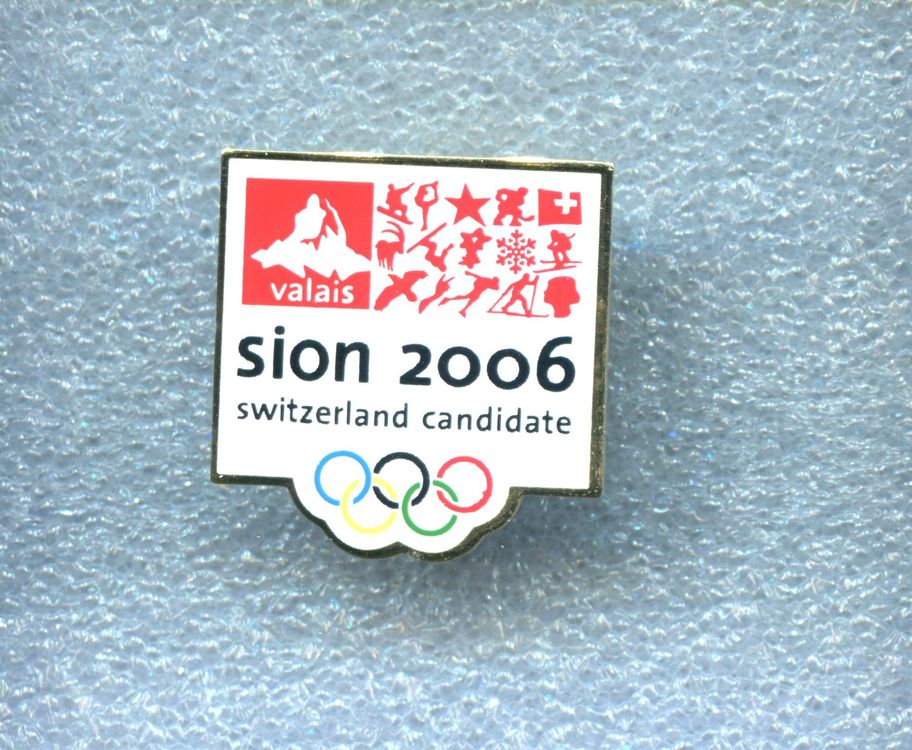 valais
sion 2006
switzerland candidate